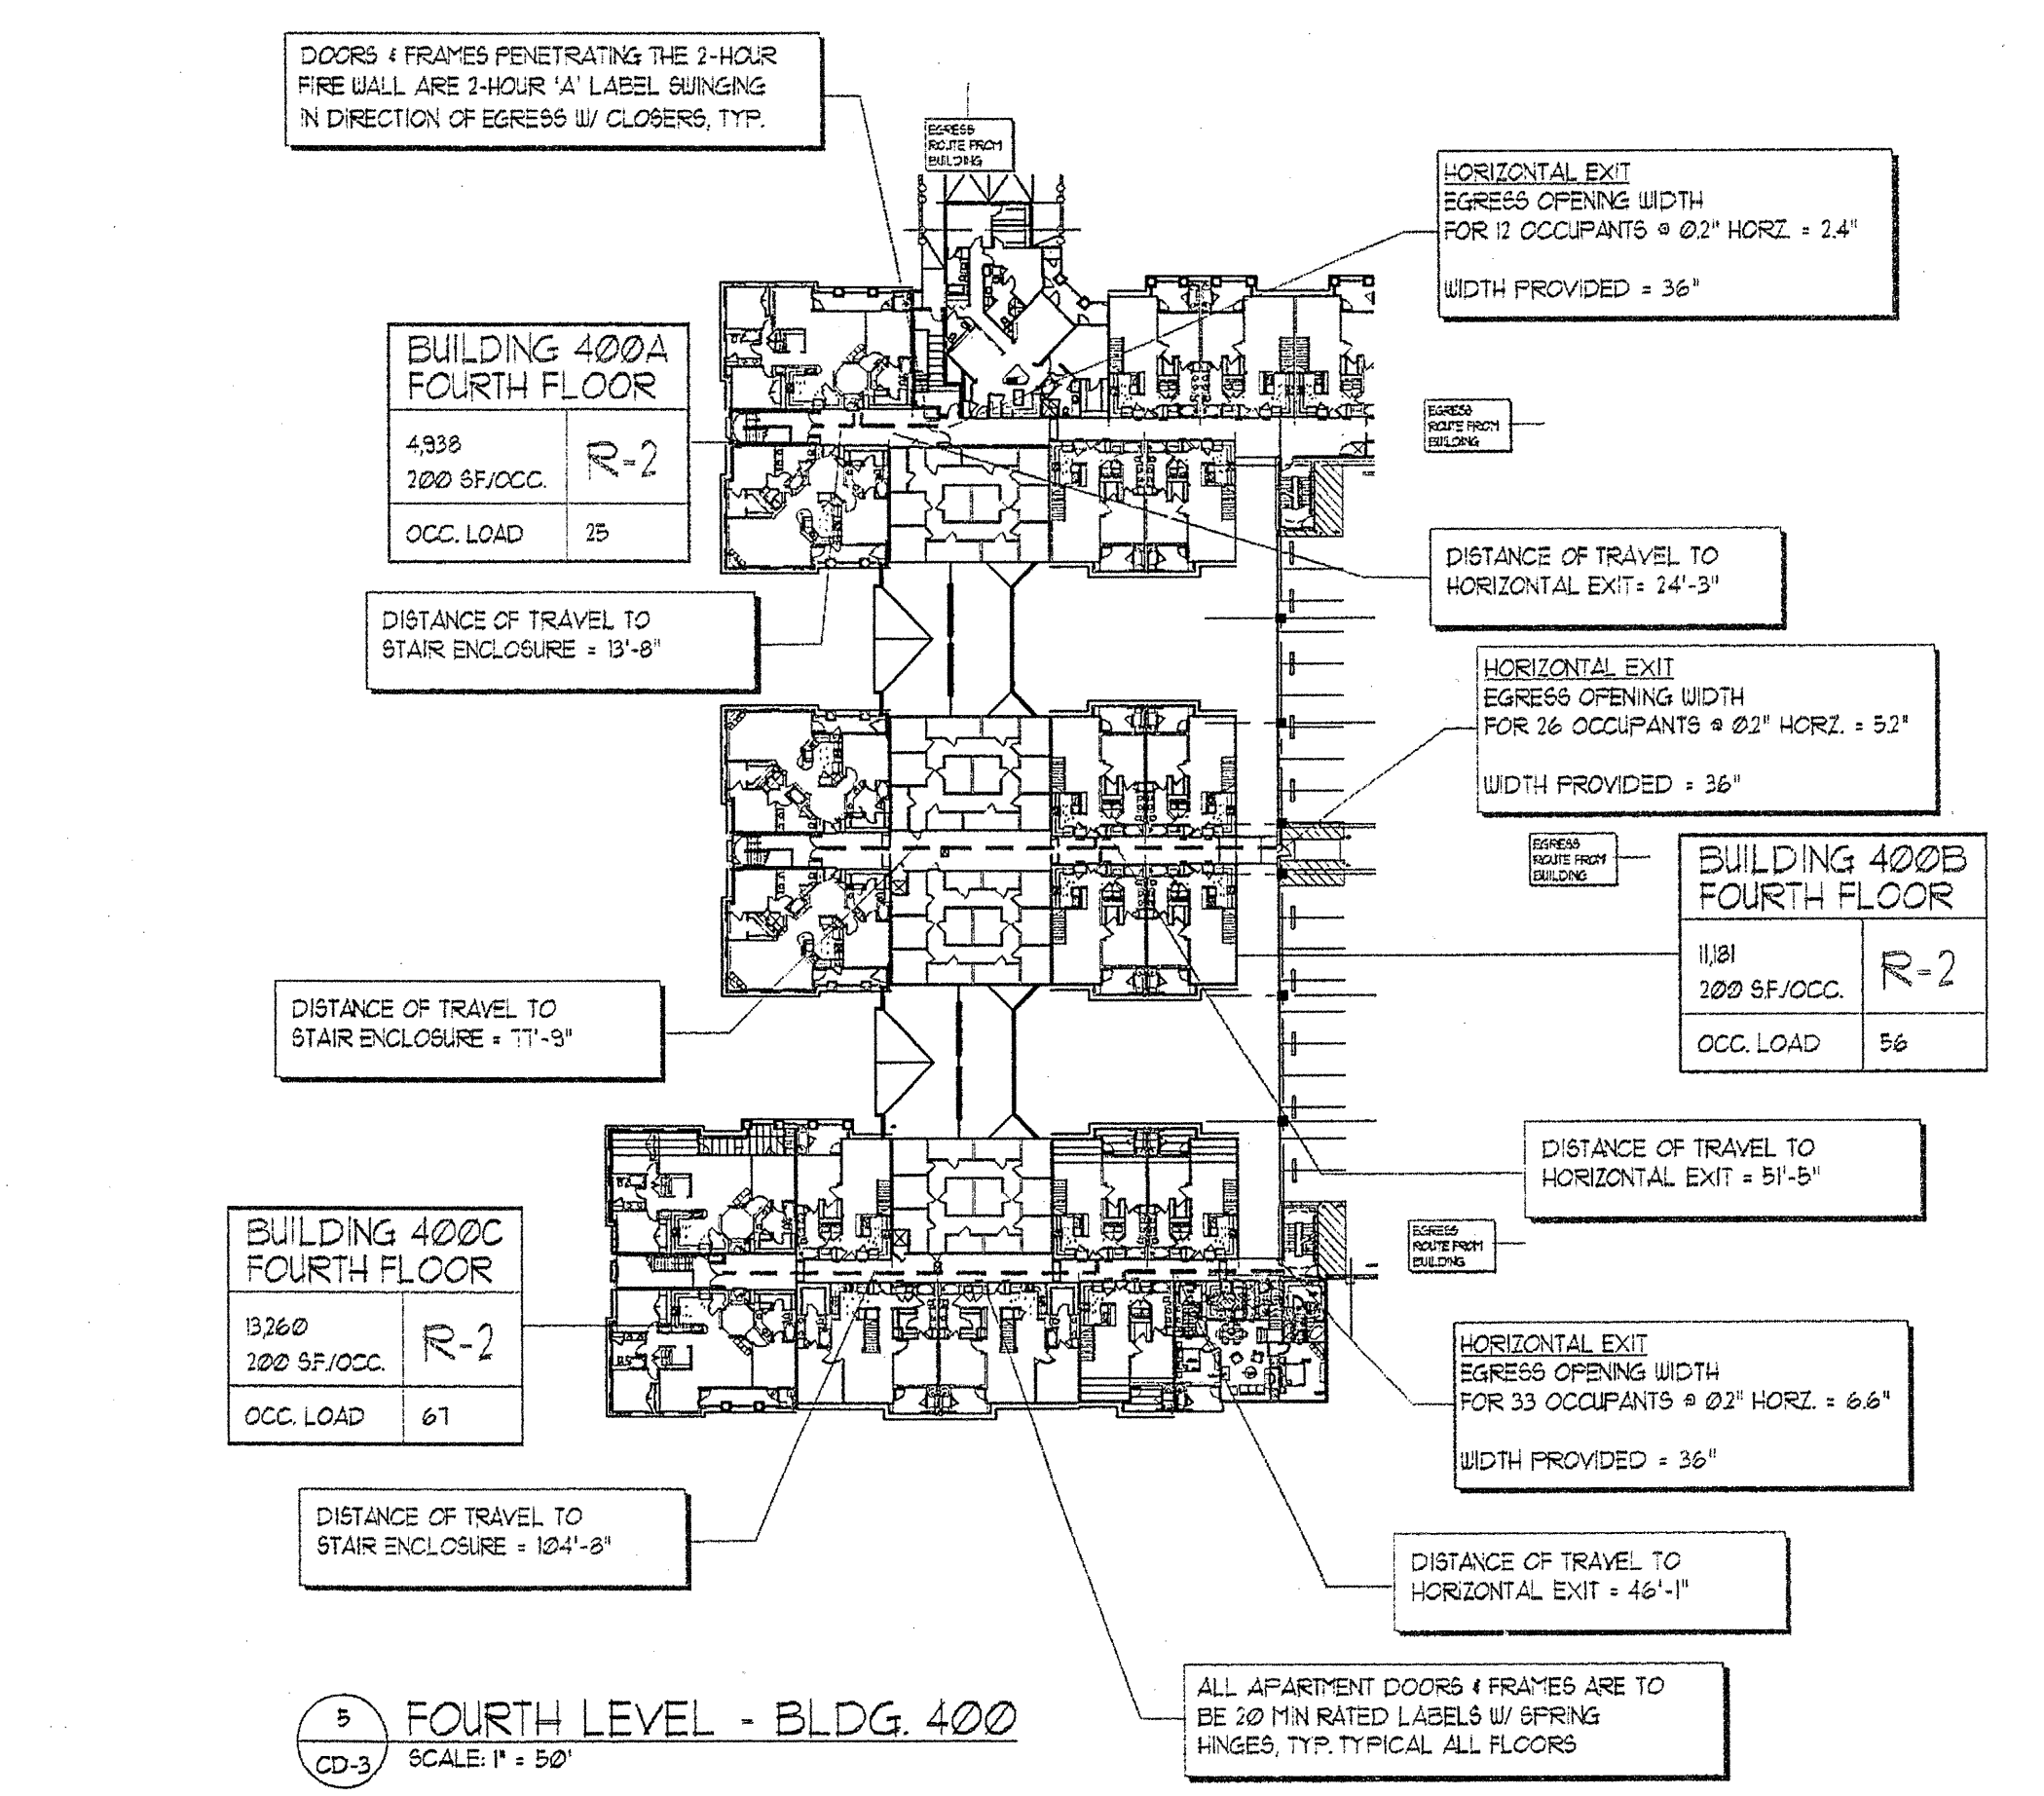 DOORS & FRAMES PENETRATING THE 2-HOUR
FIRE WALL ARE 2-HOUR 'A' LABEL SWINGING
IN DIRECTION OF EGRESS W/ CLOSERS, TYP.
EGRESS
ROUTE FROM
BUILDING
HORIZONTAL EXIT
EGRESS OPENING WIDTH
FOR 12 OCCUPANTS @ 0.2" HORZ. = 2.4"
WIDTH PROVIDED = 36"
BUILDING 400A
FOURTH FLOOR
4,938
200 SF./OCC.
R-2
OCC. LOAD
25
EGRESS
ROUTE FROM
BUILDING
DISTANCE OF TRAVEL TO
HORIZONTAL EXIT= 24'-3"
DISTANCE OF TRAVEL TO
STAIR ENCLOSURE = 13'-8"
HORIZONTAL EXIT
EGRESS OPENING WIDTH
FOR 26 OCCUPANTS @ 0.2" HORZ. = 5.2"
WIDTH PROVIDED = 36"
EGRESS
ROUTE FROM
BUILDING
BUILDING 400B
FOURTH FLOOR
11,181
200 S.F./OCC.
R-2
OCC. LOAD
56
DISTANCE OF TRAVEL TO
STAIR ENCLOSURE = 77'-9"
DISTANCE OF TRAVEL TO
HORIZONTAL EXIT = 51'-5"
BUILDING 400C
FOURTH FLOOR
13,260
200 S.F./OCC.
R-2
OCC. LOAD
67
EGRESS
ROUTE FROM
BUILDING
HORIZONTAL EXIT
EGRESS OPENING WIDTH
FOR 33 OCCUPANTS @ 0.2" HORZ. = 6.6"
WIDTH PROVIDED = 36"
DISTANCE OF TRAVEL TO
STAIR ENCLOSURE = 104'-8"
DISTANCE OF TRAVEL TO
HORIZONTAL EXIT = 46'-1"
ALL APARTMENT DOORS & FRAMES ARE TO
BE 20 MIN RATED LABELS W/ SPRING
HINGES, TYP. TYPICAL ALL FLOORS
5
CD-3
FOURTH LEVEL - BLDG. 400
SCALE: 1" = 50'